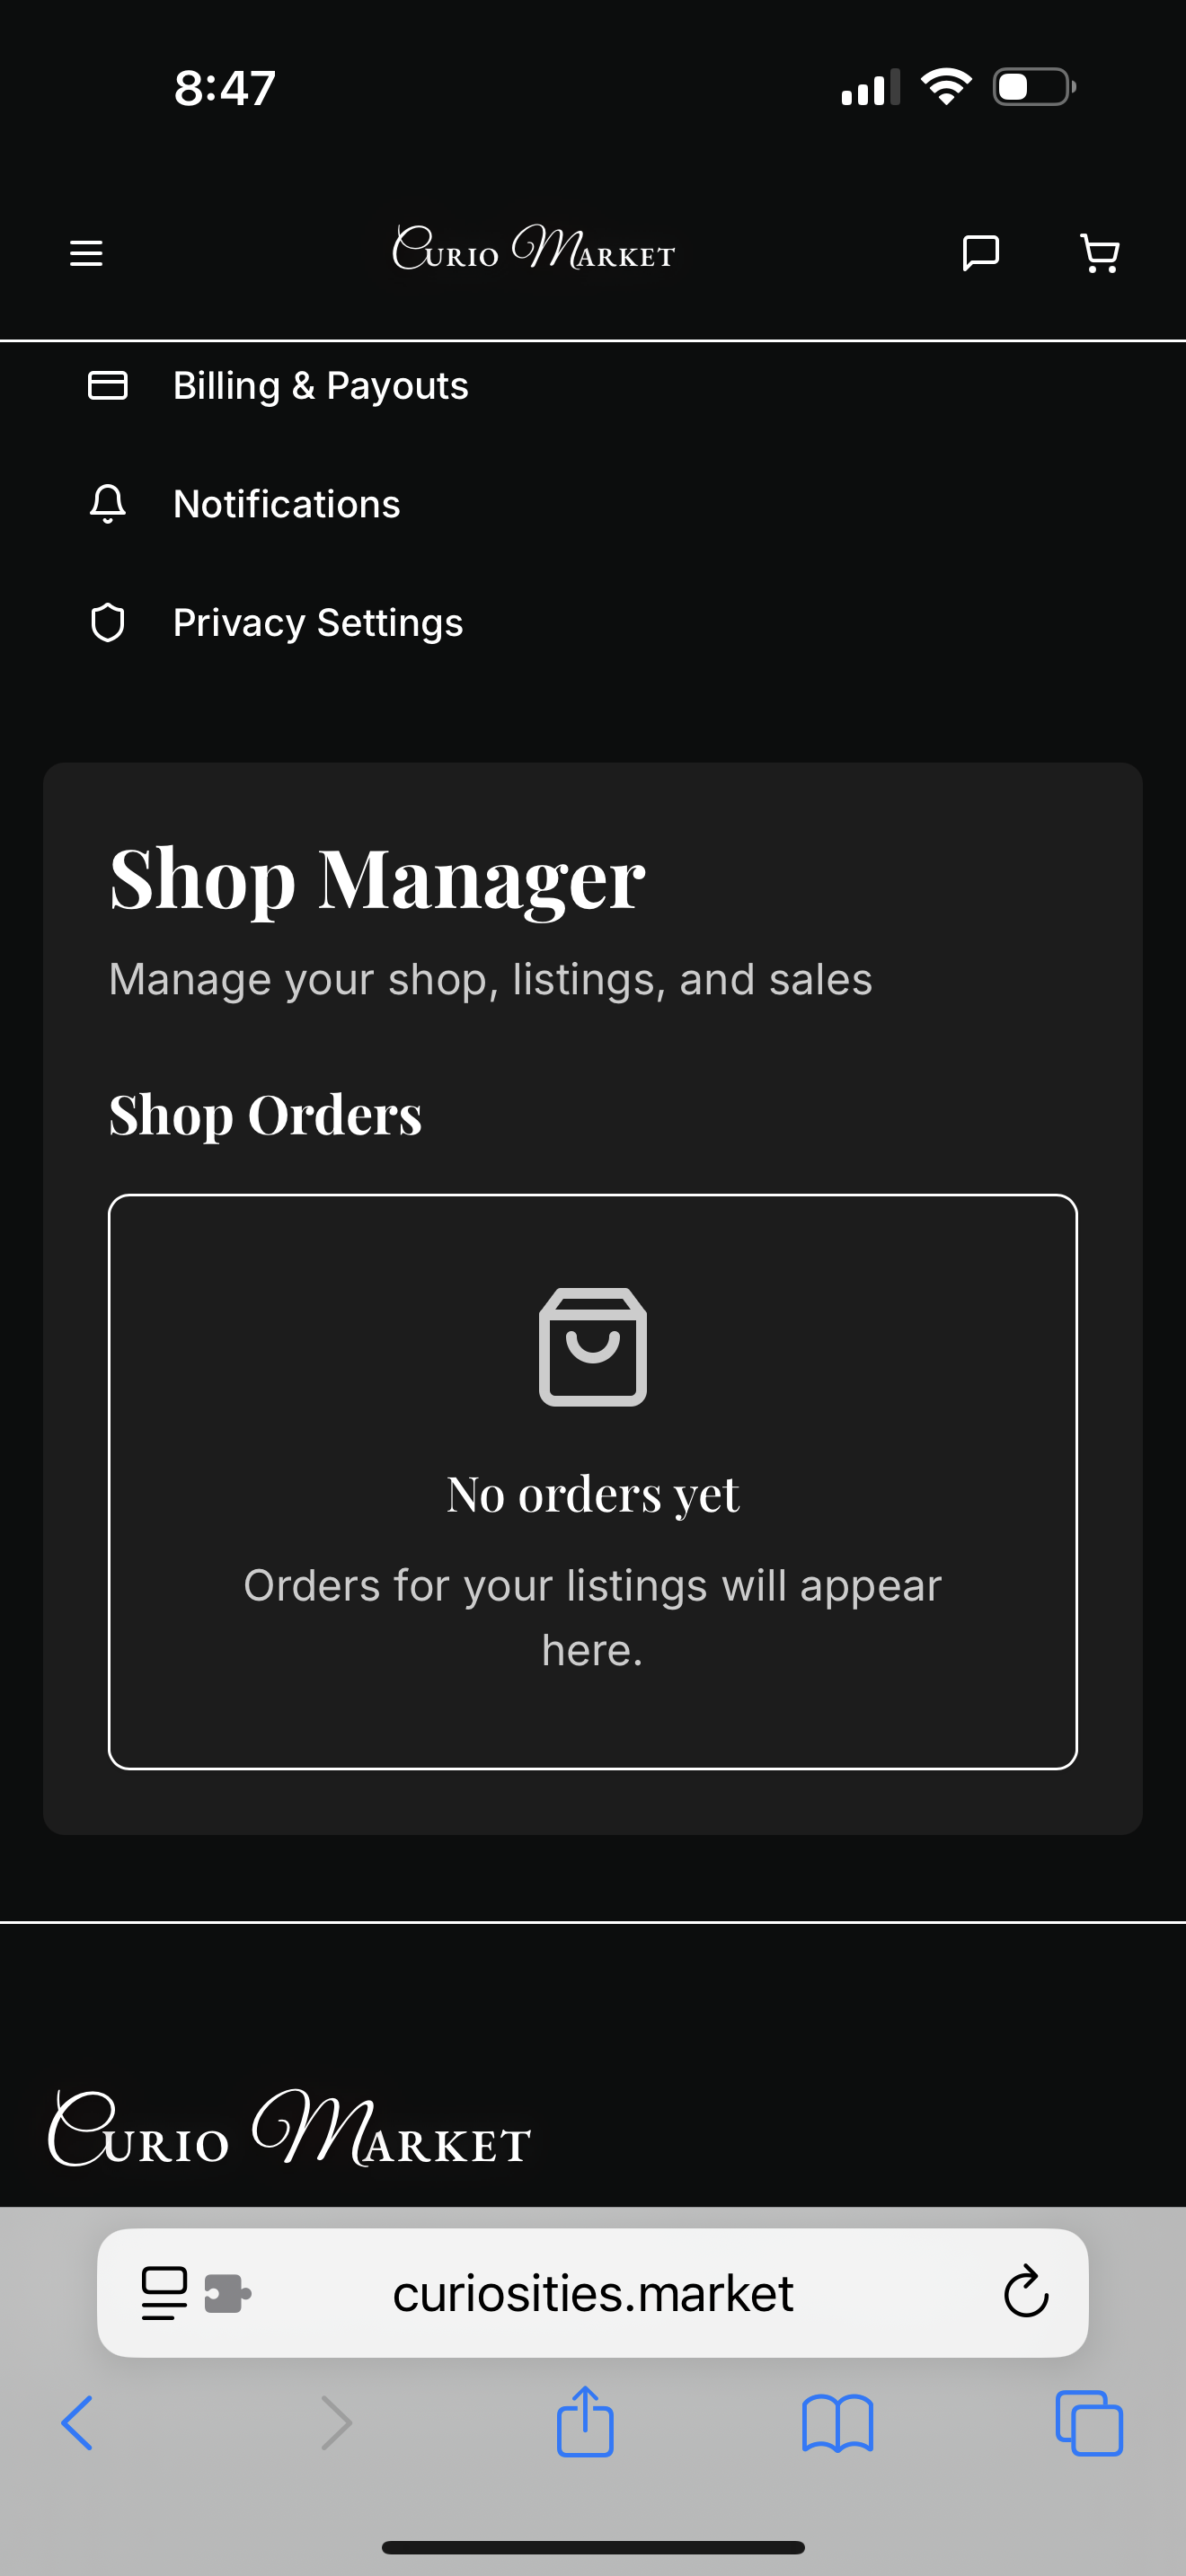 8:47
Curio Market
Billing & Payouts
Notifications
Privacy Settings
Shop Manager
Manage your shop, listings, and sales
Shop Orders
No orders yet
Orders for your listings will appear
here.
Curio Market
curiosities.market